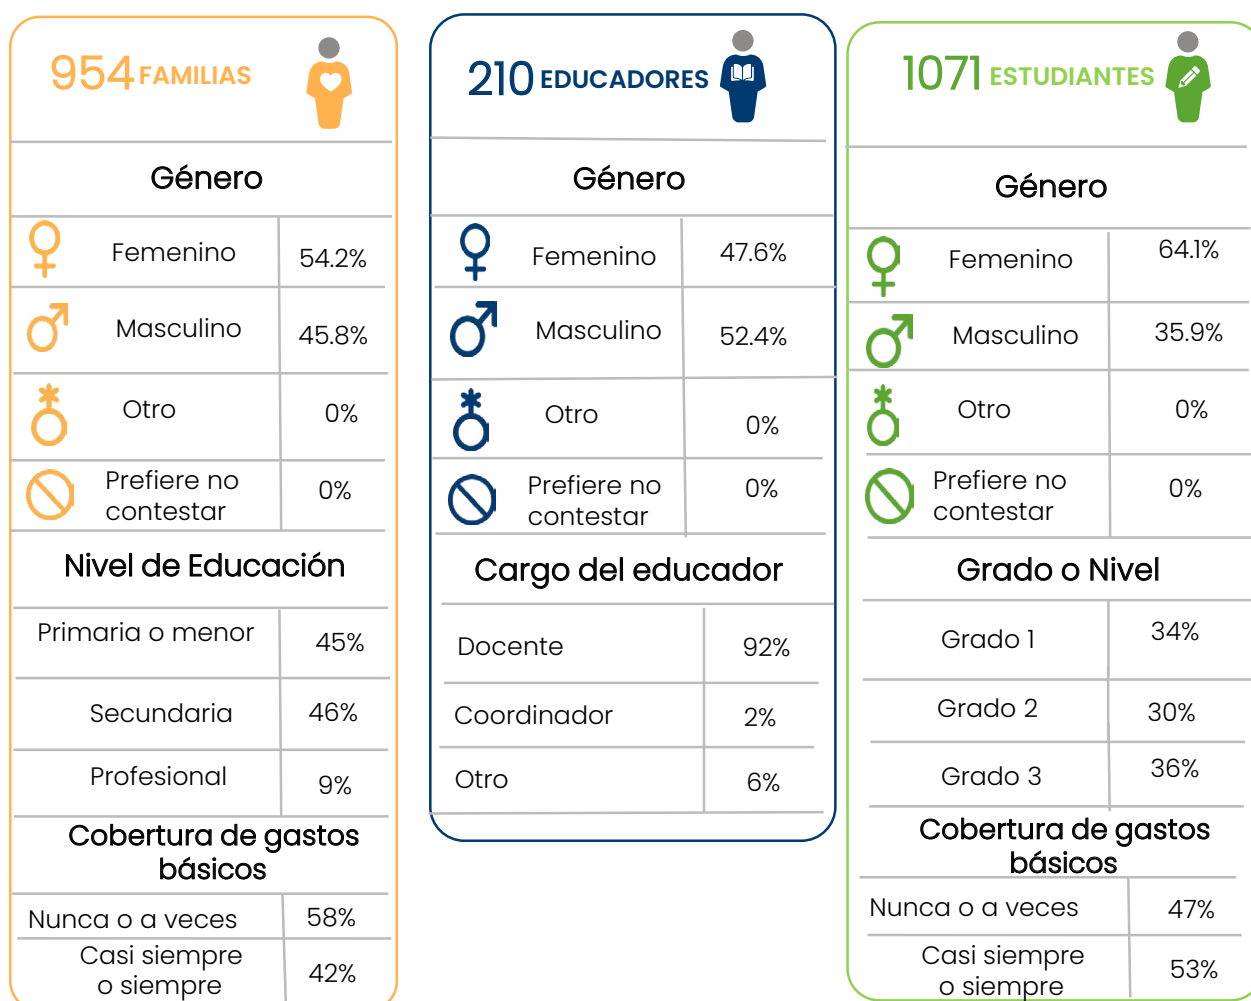 954 FAMILIAS
Género
Femenino 54.2%
Masculino 45.8%
Otro 0%
Prefiere no
contestar 0%
Nivel de Educación
Primaria o menor 45%
Secundaria 46%
Profesional 9%
Cobertura de gastos
básicos
Nunca o a veces 58%
Casi siempre
o siempre 42%
210 EDUCADORES
Género
Femenino 47.6%
Masculino 52.4%
Otro 0%
Prefiere no
contestar 0%
Cargo del educador
Docente 92%
Coordinador 2%
Otro 6%
1071 ESTUDIANTES
Género
Femenino 64.1%
Masculino 35.9%
Otro 0%
Prefiere no
contestar 0%
Grado o Nivel
Grado 1 34%
Grado 2 30%
Grado 3 36%
Cobertura de gastos
básicos
Nunca o a veces 47%
Casi siempre
o siempre 53%